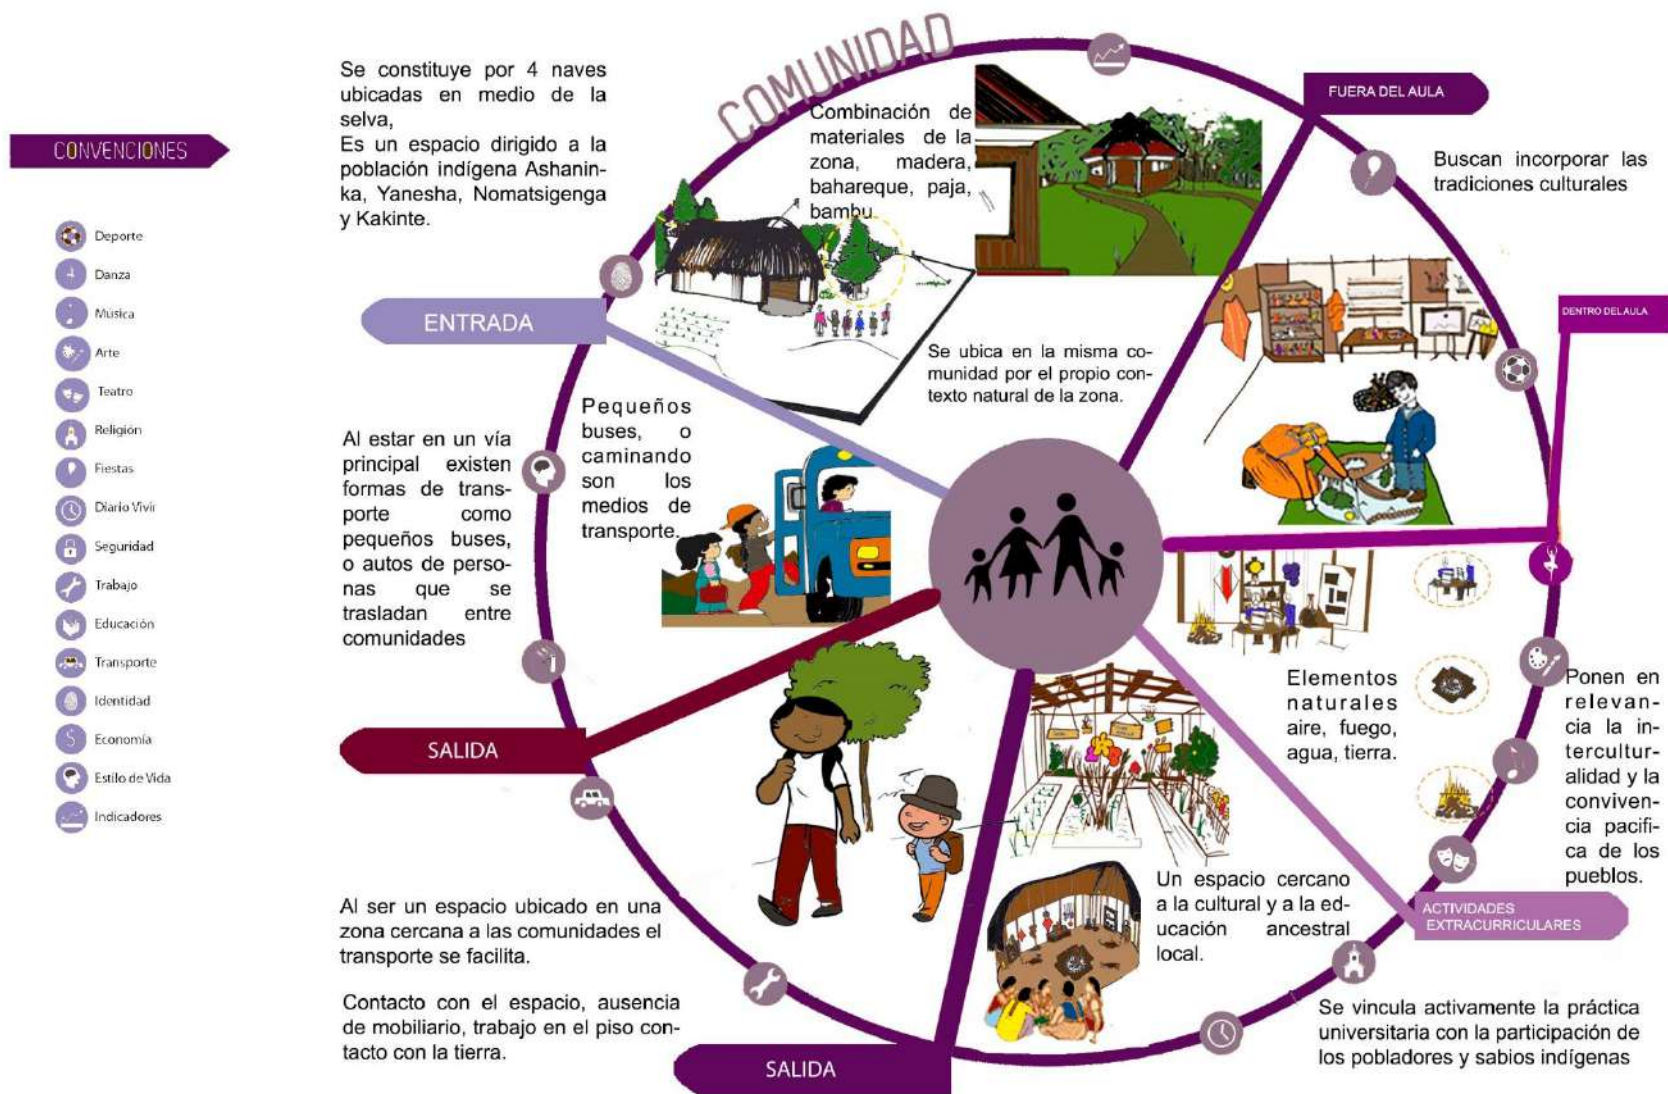 CONVENCIONES
Deporte
Danza
Música
Arte
Teatro
Religión
Fiestas
Diario Vivir
Seguridad
Trabajo
Educación
Transporte
Identidad
Economía
Estilo de Vida
Indicadores
COMUNIDAD
Se constituye por 4 naves
ubicadas en medio de la
selva,
Es un espacio dirigido a la
población indígena Ashanin-
ka, Yanesha, Nomatsigenga
y Kakinte.
Combinación de
materiales de la
zona, madera,
bahareque, paja,
bambu
FUERA DEL AULA
Buscan incorporar las
tradiciones culturales
ENTRADA
DENTRO DEL AULA
Se ubica en la misma co-
munidad por el propio con-
texto natural de la zona.
Pequeños
buses, o
caminando
son los
medios de
transporte.
Al estar en un vía
principal existen
formas de trans-
porte como
pequeños buses,
o autos de perso-
nas que se
trasladan entre
comunidades
Elementos
naturales
aire, fuego,
agua, tierra.
Ponen en
relevan-
cia la in-
tercultur-
alidad y la
conviven-
cia pacifi-
ca de los
pueblos.
SALIDA
Al ser un espacio ubicado en una
zona cercana a las comunidades el
transporte se facilita.
Contacto con el espacio, ausencia
de mobiliario, trabajo en el piso con-
tacto con la tierra.
Un espacio cercano
a la cultural y a la ed-
ucación ancestral
local.
ACTIVIDADES
EXTRACURRICULARES
Se vincula activamente la práctica
universitaria con la participación de
los pobladores y sabios indígenas
SALIDA